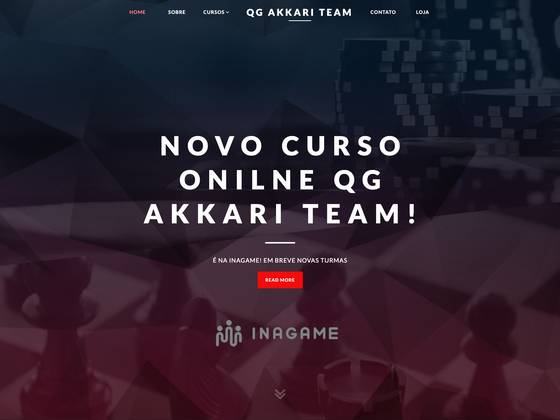 HOME SOBRE CURSOS QG AKKARI TEAM CONTATO LOJA
NOVO CURSO
ONILNE QG
AKKARI TEAM!
É NA INAGAME! EM BREVE NOVAS TURMAS
READ MORE
INAGAME